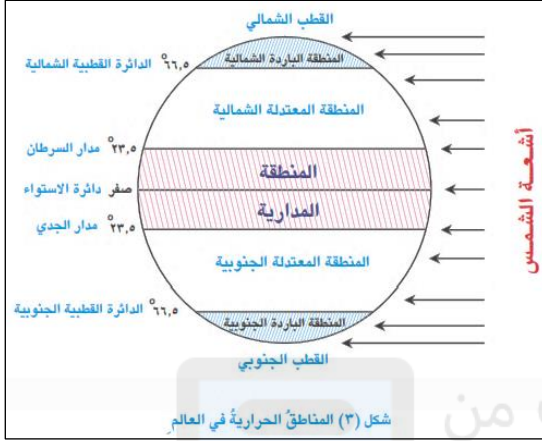 القطب الشمالي
المنطقة الباردة الشمالية
٦٦,٥° الدائرة القطبية الشمالية
المنطقة المعتدلة الشمالية
٢٣,٥° مدار السرطان
المنطقة
صفر دائرة الاستواء
المدارية
٢٣,٥° مدار الجدي
المنطقة المعتدلة الجنوبية
٦٦,٥° الدائرة القطبية الجنوبية
المنطقة الباردة الجنوبية
القطب الجنوبي
أشعة الشمس
شكل (٣) المناطقُ الحراريةُ في العالمِ
من